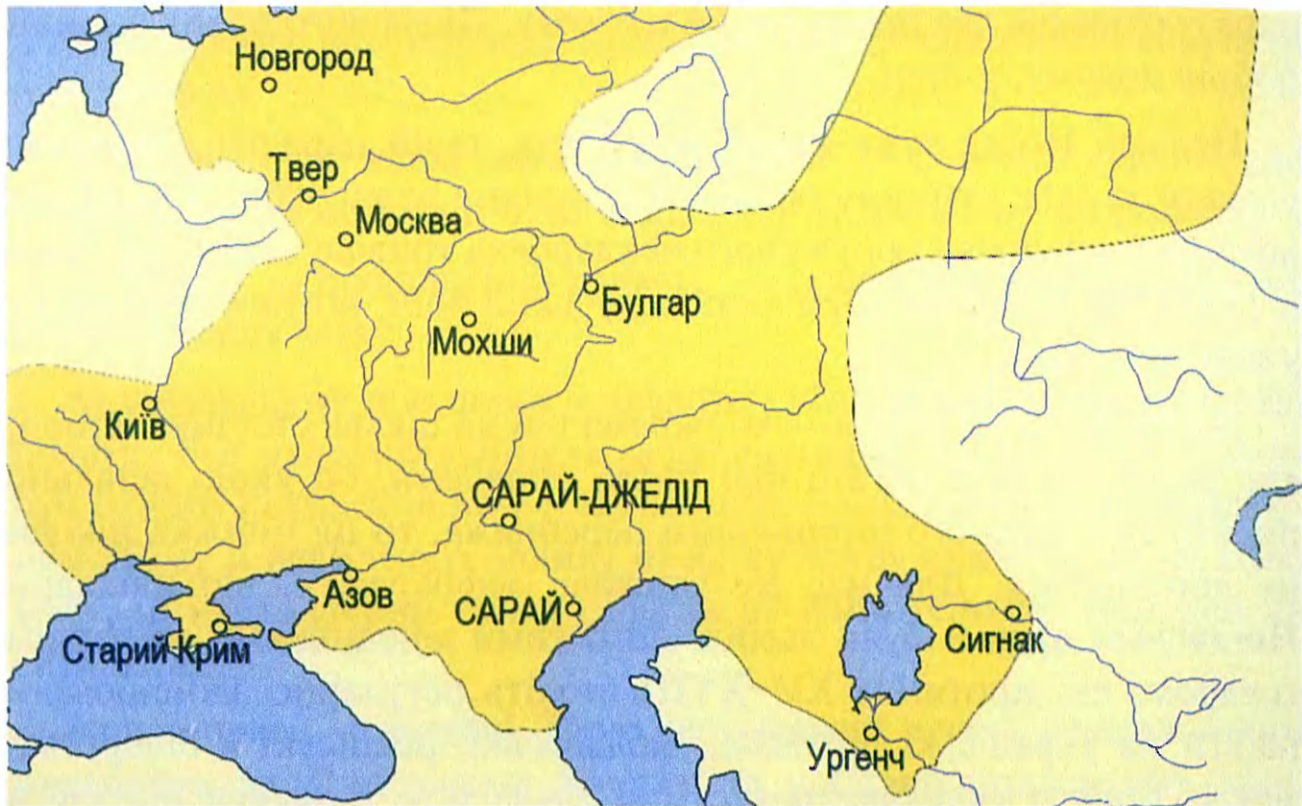 Новгород
Твер
Москва
Булгар
Мохши
Київ
САРАЙ-ДЖЕДІД
Азов
САРАЙ
Сигнак
Старий Крим
Ургенч